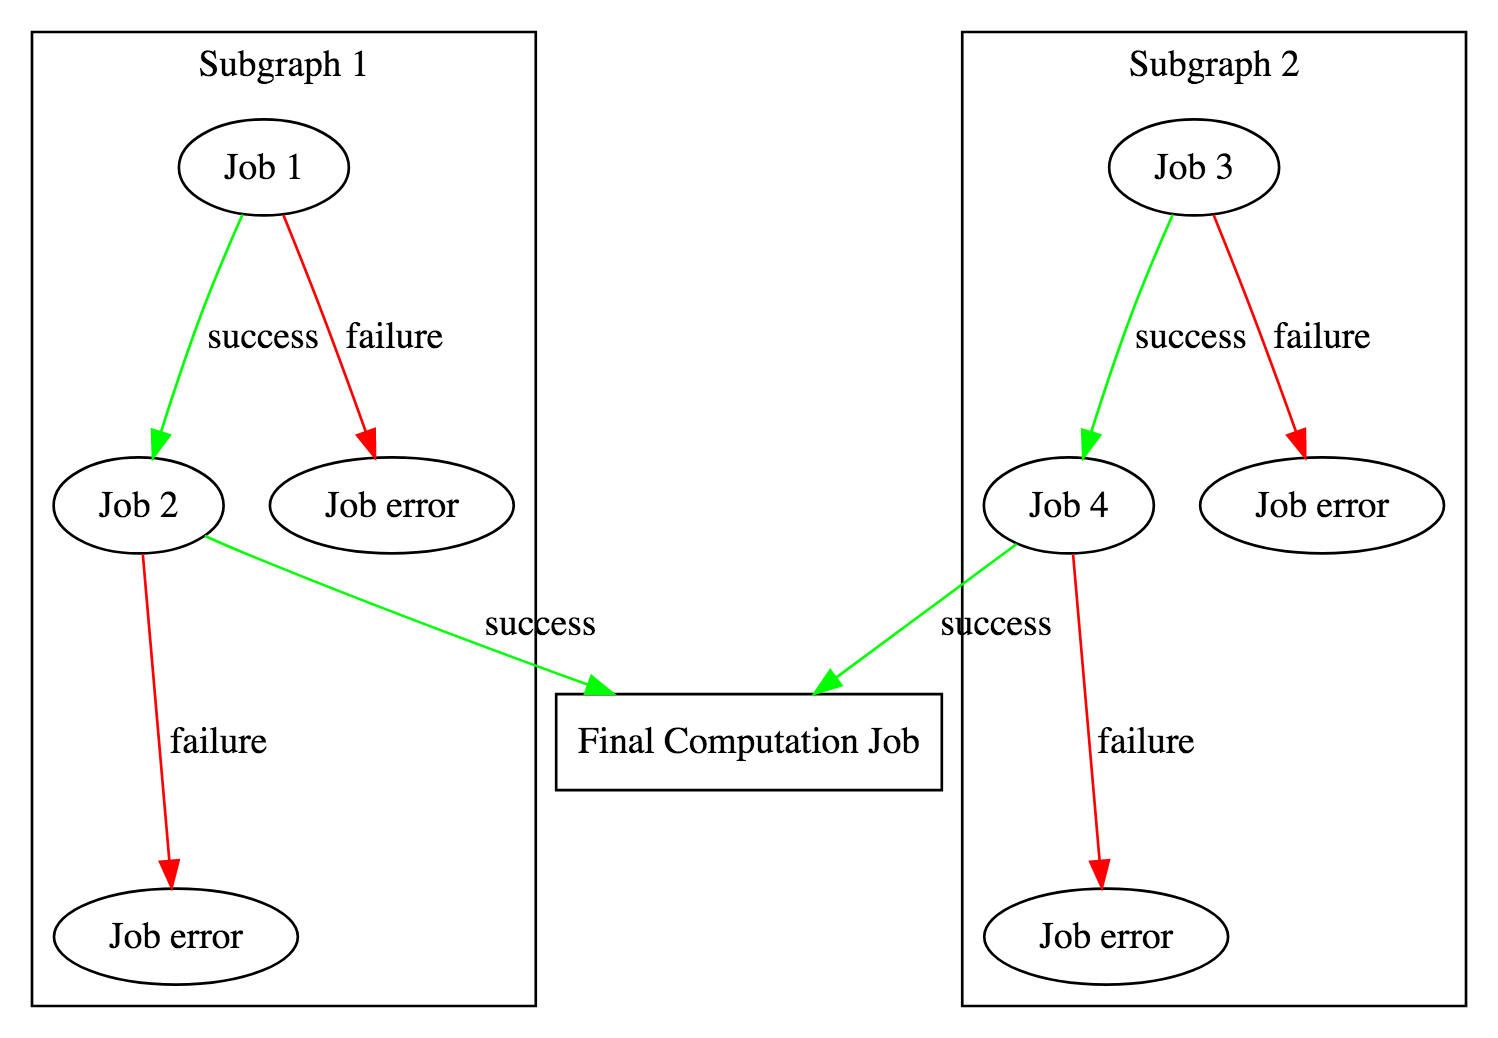 Subgraph 1
Subgraph 2
Job 1
Job 3
success
failure
success
failure
Job 2
Job error
Job 4
Job error
success
success
failure
Final Computation Job
failure
Job error
Job error